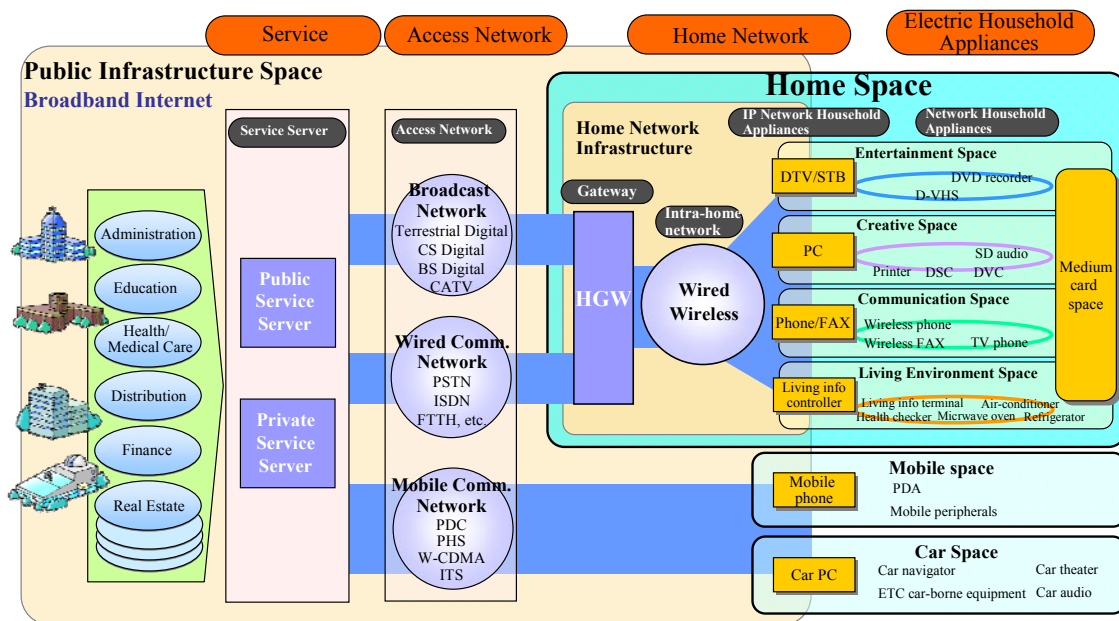 Service
Access Network
Home Network
Electric Household
Appliances
Public Infrastructure Space
Broadband Internet
Home Space
Service Server
Access Network
Home Network
Infrastructure
IP Network Household
Appliances
Network Household
Appliances
Gateway
Intra-home
network
Administration
Education
Health/
Medical Care
Distribution
Finance
Real Estate
Public
Service
Server
Private
Service
Server
Broadcast
Network
Terrestrial Digital
CS Digital
BS Digital
CATV
Wired Comm.
Network
PSTN
ISDN
FTTH, etc.
Mobile Comm.
Network
PDC
PHS
W-CDMA
ITS
HGW
Wired
Wireless
DTV/STB
Entertainment Space
DVD recorder
D-VHS
PC
Creative Space
SD audio
Printer DSC DVC
Phone/FAX
Communication Space
Wireless phone
Wireless FAX TV phone
Living info
controller
Living Environment Space
Living info terminal Air-conditioner
Health checker Micrwave oven Refrigerator
Medium
card
space
Mobile
phone
Mobile space
PDA
Mobile peripherals
Car PC
Car Space
Car navigator Car theater
ETC car-borne equipment Car audio